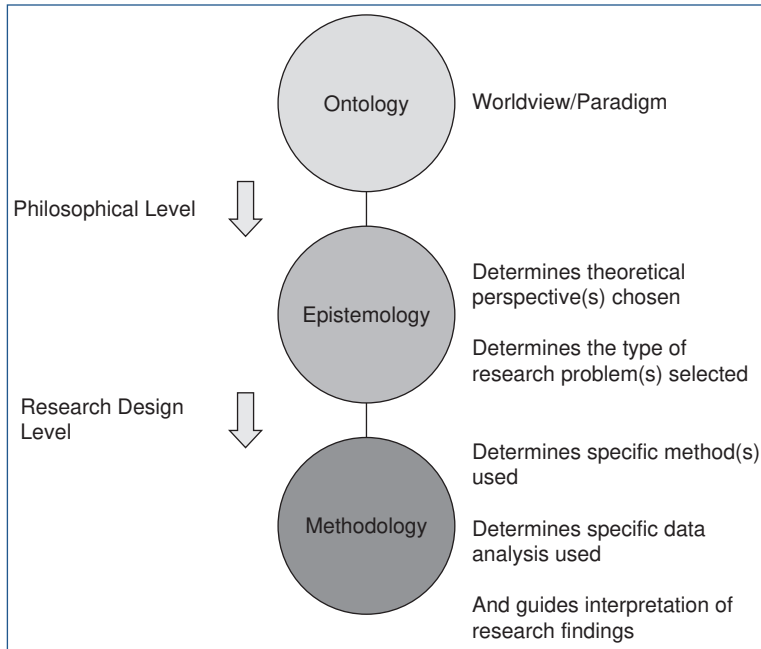 Ontology
Worldview/Paradigm
Philosophical Level
Epistemology
Determines theoretical
perspective(s) chosen
Determines the type of
research problem(s) selected
Research Design
Level
Methodology
Determines specific method(s)
used
Determines specific data
analysis used
And guides interpretation of
research findings